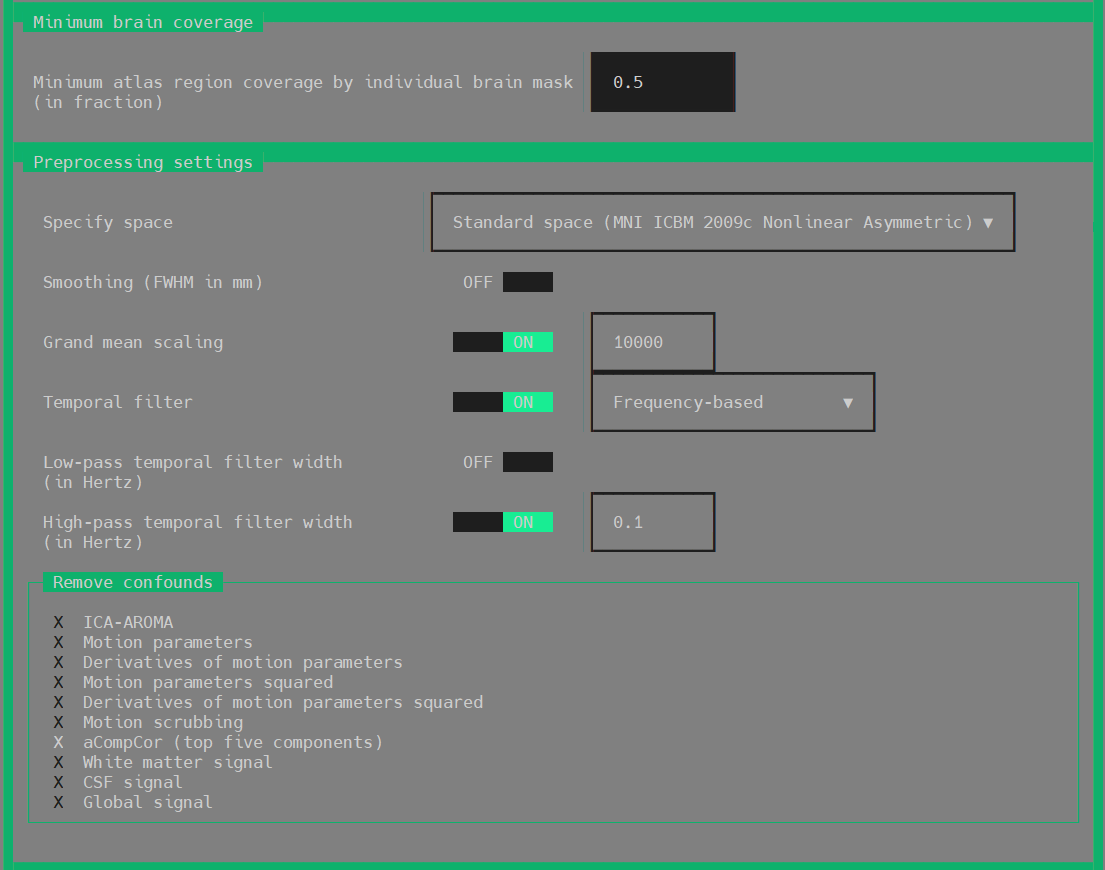 Minimum brain coverage
Minimum atlas region coverage by individual brain mask 0.5
(in fraction)
Preprocessing settings
Specify space Standard space (MNI ICBM 2009c Nonlinear Asymmetric) ▼
Smoothing (FWHM in mm) OFF
Grand mean scaling ON 10000
Temporal filter ON Frequency-based ▼
Low-pass temporal filter width OFF
(in Hertz)
High-pass temporal filter width ON 0.1
(in Hertz)
Remove confounds
X ICA-AROMA
X Motion parameters
X Derivatives of motion parameters
X Motion parameters squared
X Derivatives of motion parameters squared
X Motion scrubbing
X aCompCor (top five components)
X White matter signal
X CSF signal
X Global signal